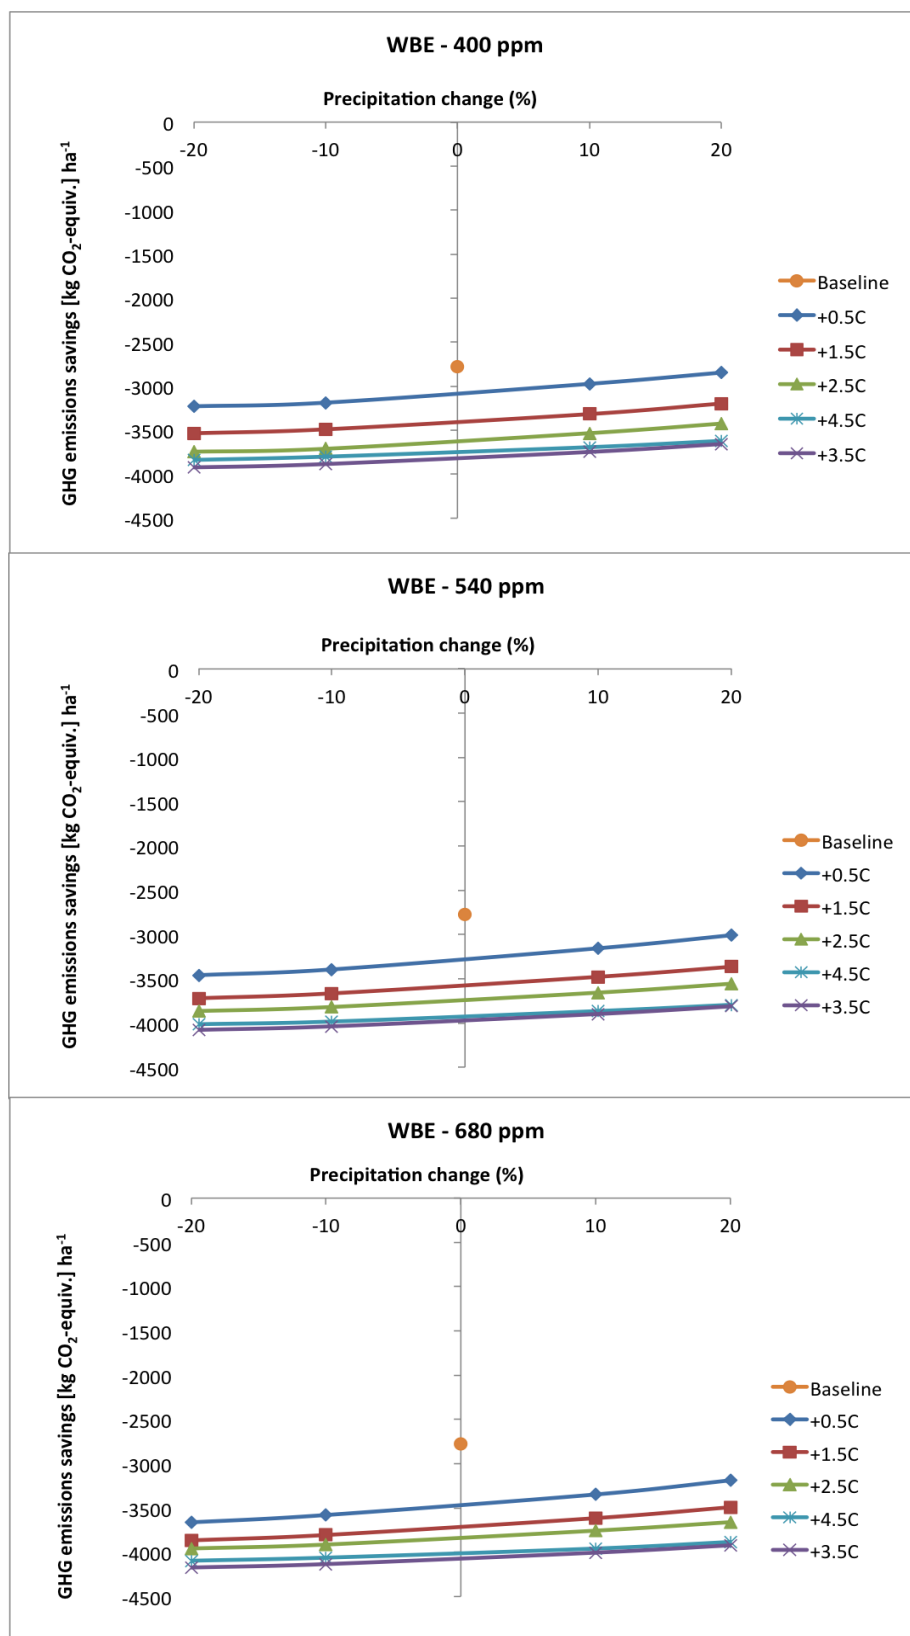 WBE - 400 ppm
Precipitation change (%)
GHG emissions savings [kg CO₂-equiv.] ha⁻¹
0
-20 -10 0 10 20
-500
-1000
-1500
-2000
-2500
-3000
-3500
-4000
-4500
Baseline
+0.5C
+1.5C
+2.5C
+4.5C
+3.5C
WBE - 540 ppm
Precipitation change (%)
GHG emissions savings [kg CO₂-equiv.] ha⁻¹
0
-20 -10 0 10 20
-500
-1000
-1500
-2000
-2500
-3000
-3500
-4000
-4500
Baseline
+0.5C
+1.5C
+2.5C
+4.5C
+3.5C
WBE - 680 ppm
Precipitation change (%)
GHG emissions savings [kg CO₂-equiv.] ha⁻¹
0
-20 -10 0 10 20
-500
-1000
-1500
-2000
-2500
-3000
-3500
-4000
-4500
Baseline
+0.5C
+1.5C
+2.5C
+4.5C
+3.5C